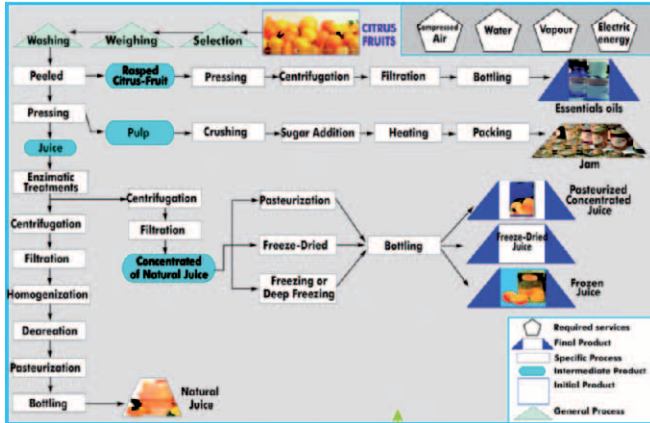 Washing
Weighing
Selection
CITRUS
FRUITS
Compressed
Air
Water
Vapour
Electric
energy
Peeled
Rasped
Citrus-Fruit
Pressing
Centrifugation
Filtration
Bottling
Essentials oils
Pressing
Pulp
Crushing
Sugar Addition
Heating
Packing
Jam
Juice
Enzimatic
Treatments
Centrifugation
Filtration
Concentrated
of Natural Juice
Pasteurization
Freeze-Dried
Freezing or
Deep Freezing
Bottling
Pasteurized
Concentrated
Juice
Freeze-Dried
Juice
Frozen
Juice
Centrifugation
Filtration
Homogenization
Deareation
Pasteurization
Bottling
Natural
Juice
Required services
Final Product
Specific Process
Intermediate Product
Initial Product
General Process